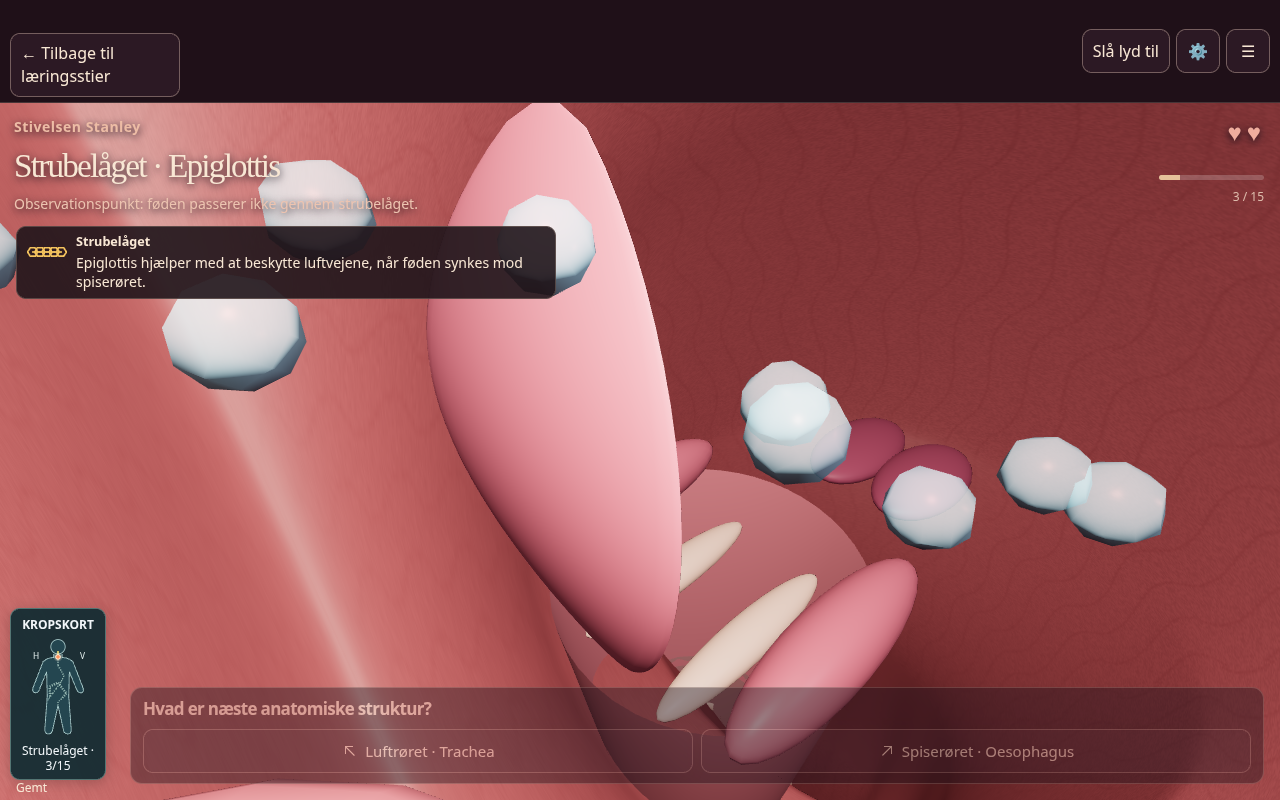 ← Tilbage til
læringsstier
Slå lyd til
Stivelsen Stanley
Strubelåget · Epiglottis
Observationspunkt: føden passerer ikke gennem strubelåget.
3 / 15
Strubelåget
Epiglottis hjælper med at beskytte luftvejene, når føden synkes mod
spiserøret.
KROPSKORT
H V
Strubelåget ·
3/15
Gemt
Hvad er næste anatomiske struktur?
↖ Luftrøret · Trachea
↗ Spiserøret · Oesophagus